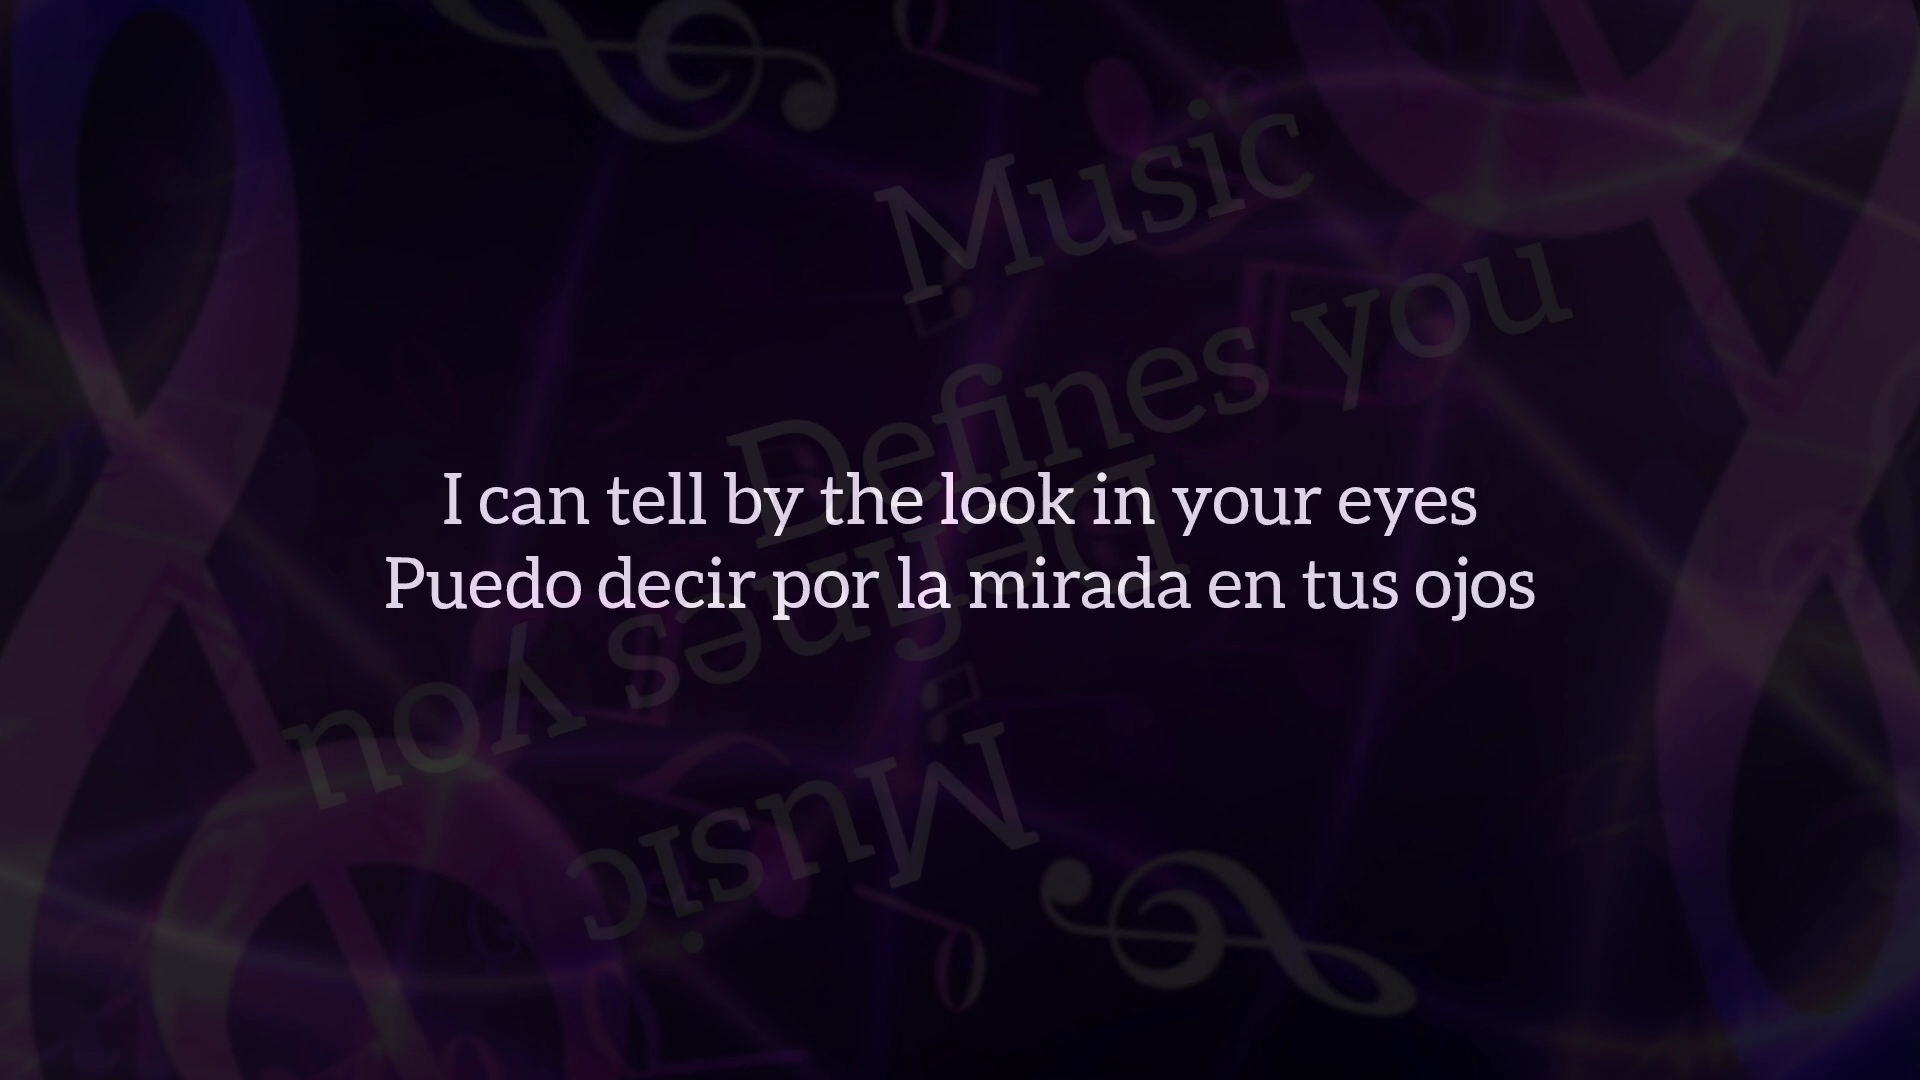 Music
Defines you
I can tell by the look in your eyes
Puedo decir por la mirada en tus ojos
Defines you
Music